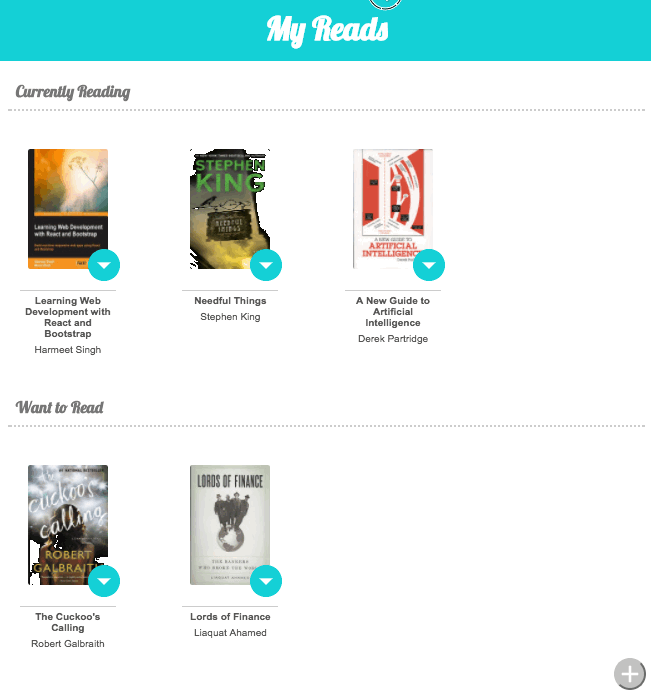 My Reads
Currently Reading
Learning Web Development
with React and Bootstrap
STEPHEN
KING
NEEDFUL
THINGS
A NEW GUIDE TO
ARTIFICIAL
INTELLIGENCE
Learning Web
Development with
React and
Bootstrap
Harmeet Singh
Needful Things
Stephen King
A New Guide to
Artificial
Intelligence
Derek Partridge
Want to Read
cuckoo's
calling
ROBERT
GALBRAITH
LORDS OF FINANCE
THE BANKERS
WHO BROKE THE WORLD
LIAQUAT AHAMED
The Cuckoo's
Calling
Robert Galbraith
Lords of Finance
Liaquat Ahamed